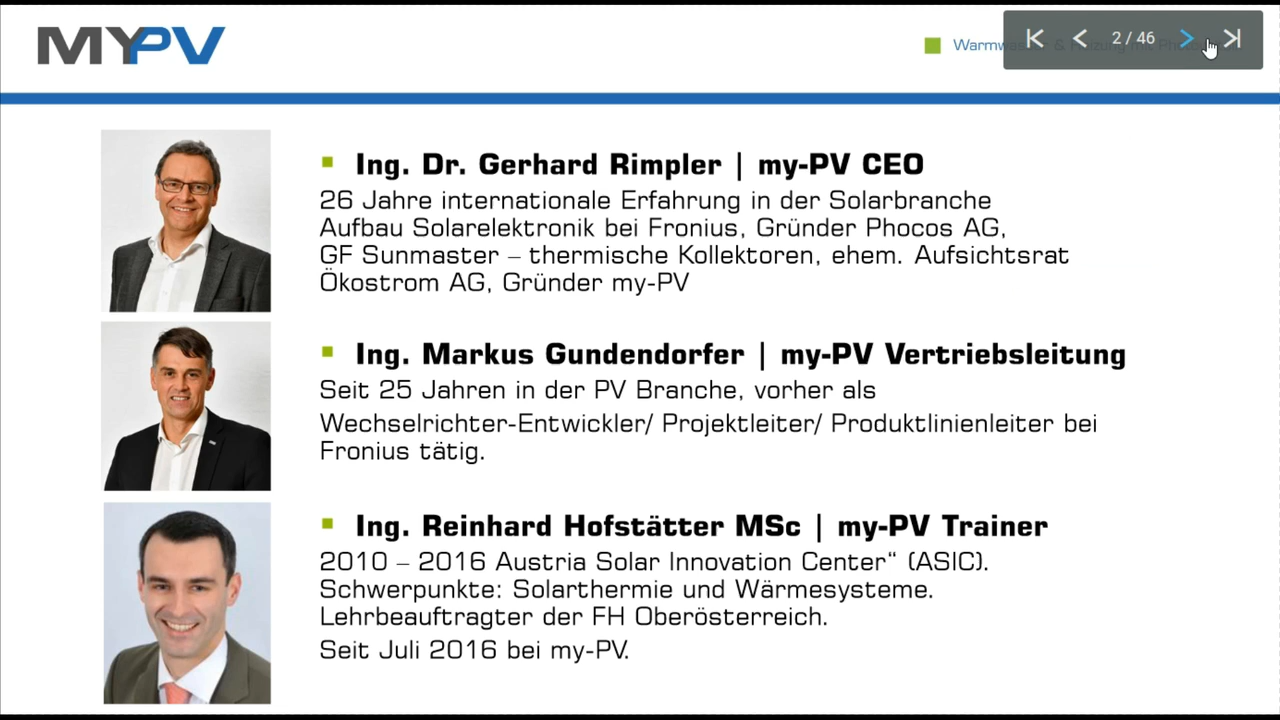 MYPV
2 / 46
Warmwasser & Heizung mit Photovoltaik
Ing. Dr. Gerhard Rimpler | my-PV CEO
26 Jahre internationale Erfahrung in der Solarbranche
Aufbau Solarelektronik bei Fronius, Gründer Phocos AG,
GF Sunmaster – thermische Kollektoren, ehem. Aufsichtsrat
Ökostrom AG, Gründer my-PV
Ing. Markus Gundendorfer | my-PV Vertriebsleitung
Seit 25 Jahren in der PV Branche, vorher als
Wechselrichter-Entwickler/ Projektleiter/ Produktlinienleiter bei
Fronius tätig.
Ing. Reinhard Hofstätter MSc | my-PV Trainer
2010 – 2016 Austria Solar Innovation Center“ (ASIC).
Schwerpunkte: Solarthermie und Wärmesysteme.
Lehrbeauftragter der FH Oberösterreich.
Seit Juli 2016 bei my-PV.